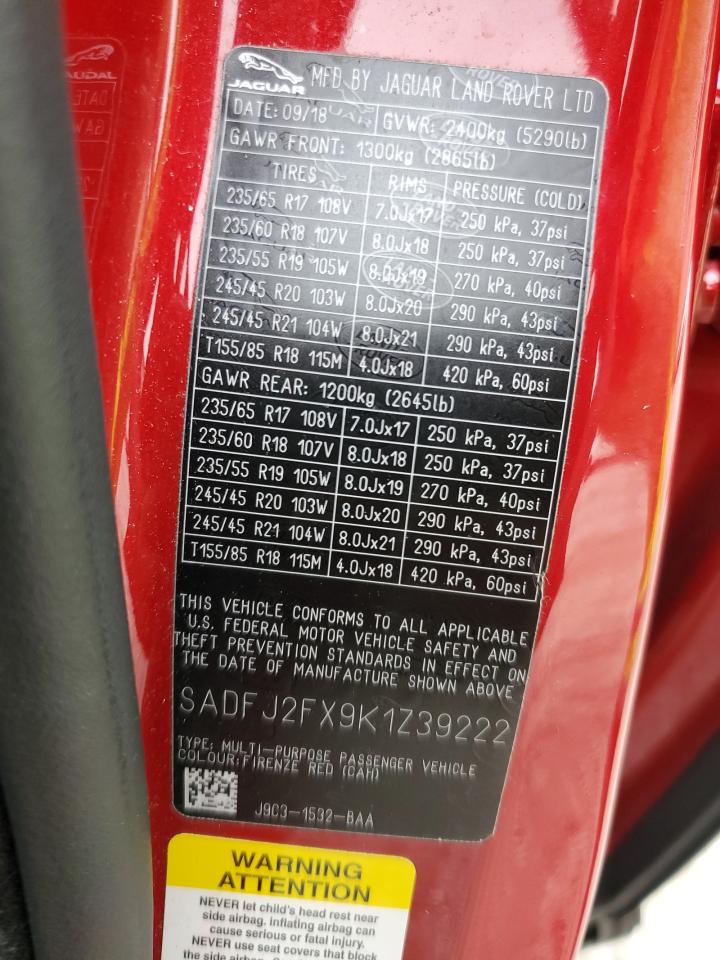 JAGUAR MFD BY JAGUAR LAND ROVER LTD
DATE: 09/18 GVWR: 2400kg (5290lb)
GAWR FRONT: 1300kg (2865lb)
TIRES RIMS PRESSURE (COLD)
235/65 R17 108V 7.0Jx17 250 kPa, 37psi
235/60 R18 107V 8.0Jx18 250 kPa, 37psi
235/55 R19 105W 8.0Jx19 270 kPa, 40psi
245/45 R20 103W 8.0Jx20 290 kPa, 43psi
245/45 R21 104W 8.0Jx21 290 kPa, 43psi
T155/85 R18 115M 4.0Jx18 420 kPa, 60psi
GAWR REAR: 1200kg (2645lb)
235/65 R17 108V 7.0Jx17 250 kPa, 37psi
235/60 R18 107V 8.0Jx18 250 kPa, 37psi
235/55 R19 105W 8.0Jx19 270 kPa, 40psi
245/45 R20 103W 8.0Jx20 290 kPa, 43psi
245/45 R21 104W 8.0Jx21 290 kPa, 43psi
T155/85 R18 115M 4.0Jx18 420 kPa, 60psi
THIS VEHICLE CONFORMS TO ALL APPLICABLE
U.S. FEDERAL MOTOR VEHICLE SAFETY AND
THEFT PREVENTION STANDARDS IN EFFECT ON
THE DATE OF MANUFACTURE SHOWN ABOVE
SADFJ2FX9K1Z39222
TYPE: MULTI-PURPOSE PASSENGER VEHICLE
COLOUR:FIRENZE RED (CAH)
J9C3-1532-BAA
WARNING
ATTENTION
NEVER let child's head rest near
side airbag. inflating airbag can
cause serious or fatal injury.
NEVER use seat covers that block
the side airbag.